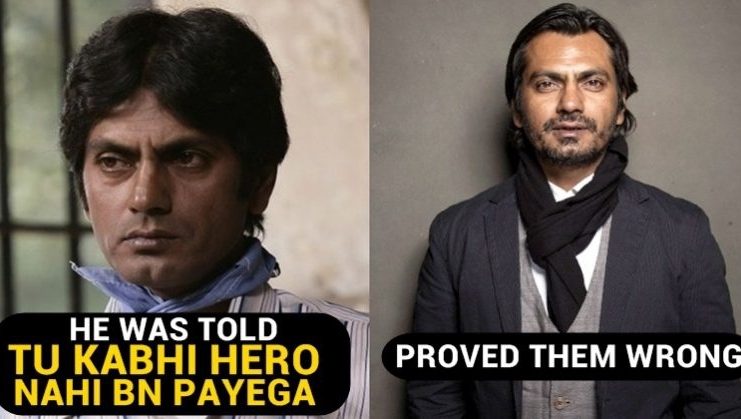 HE WAS TOLD
TU KABHI HERO
NAHI BN PAYEGA
PROVED THEM WRONG